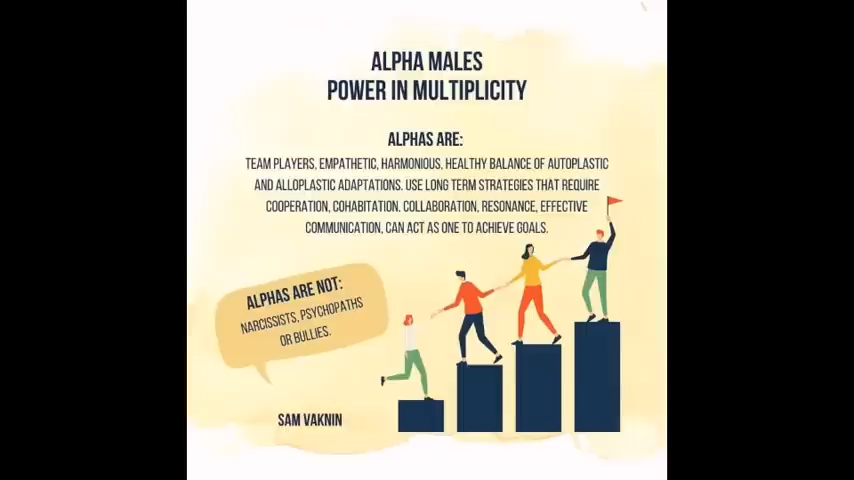 ALPHA MALES
POWER IN MULTIPLICITY
ALPHAS ARE:
TEAM PLAYERS, EMPATHETIC, HARMONIOUS, HEALTHY BALANCE OF AUTOPLASTIC
AND ALLOPLASTIC ADAPTATIONS. USE LONG TERM STRATEGIES THAT REQUIRE
COOPERATION, COHABITATION. COLLABORATION, RESONANCE, EFFECTIVE
COMMUNICATION, CAN ACT AS ONE TO ACHIEVE GOALS.
ALPHAS ARE NOT:
NARCISSISTS, PSYCHOPATHS
OR BULLIES.
SAM VAKNIN